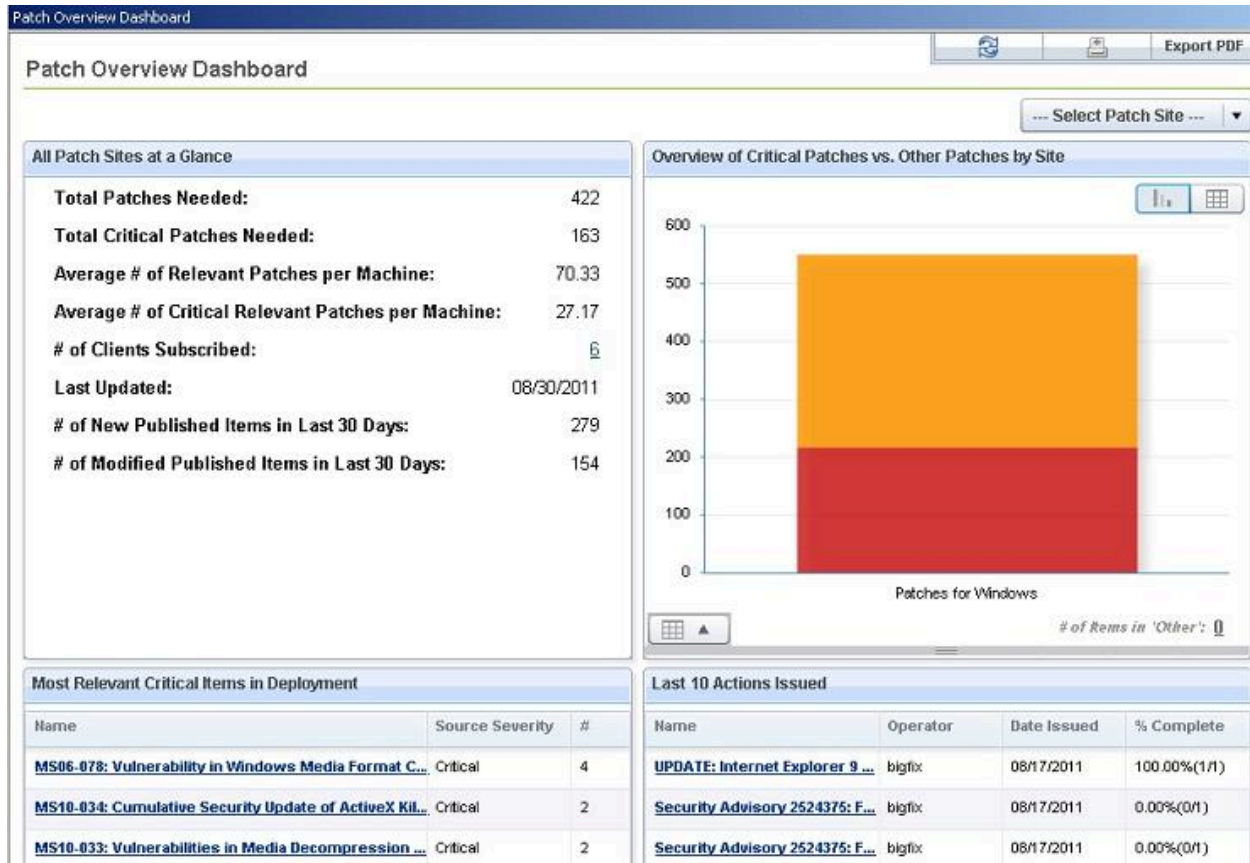 Patch Overview Dashboard
Export PDF
Patch Overview Dashboard
--- Select Patch Site ---
All Patch Sites at a Glance
Total Patches Needed: 422
Total Critical Patches Needed: 163
Average # of Relevant Patches per Machine: 70.33
Average # of Critical Relevant Patches per Machine: 27.17
# of Clients Subscribed: 6
Last Updated: 08/30/2011
# of New Published Items in Last 30 Days: 279
# of Modified Published Items in Last 30 Days: 154
Overview of Critical Patches vs. Other Patches by Site
600
500
400
300
200
100
0
Patches for Windows
# of Items in 'Other': 0
Most Relevant Critical Items in Deployment
Name Source Severity #
MS06-078: Vulnerability in Windows Media Format C... Critical 4
MS10-034: Cumulative Security Update of ActiveX Kil... Critical 2
MS10-033: Vulnerabilities in Media Decompression ... Critical 2
Last 10 Actions Issued
Name Operator Date Issued % Complete
UPDATE: Internet Explorer 9 ... bigfix 08/17/2011 100.00%(1/1)
Security Advisory 2524375: F... bigfix 08/17/2011 0.00%(0/1)
Security Advisory 2524375: F... bigfix 08/17/2011 0.00%(0/1)